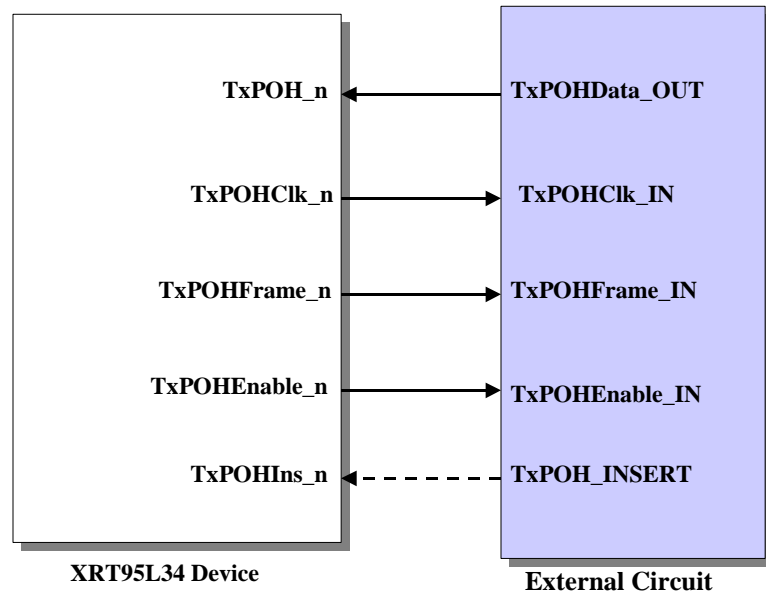 TxPOH_n TxPOHData_OUT
TxPOHClk_n TxPOHClk_IN
TxPOHFrame_n TxPOHFrame_IN
TxPOHEnable_n TxPOHEnable_IN
TxPOHIns_n TxPOH_INSERT
XRT95L34 Device External Circuit